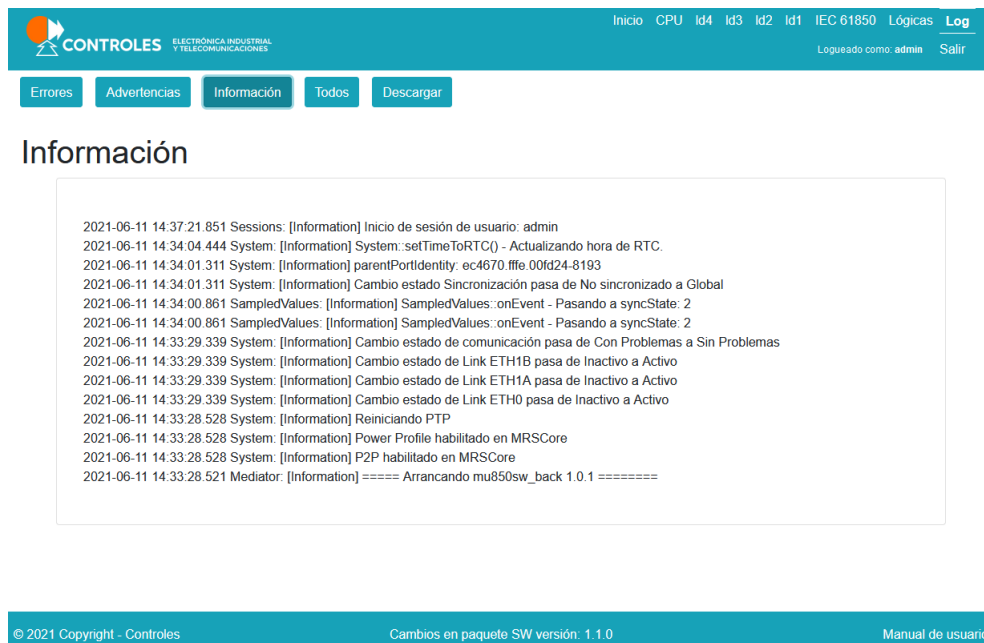 Inicio CPU Id4 Id3 Id2 Id1 IEC 61850 Lógicas Log
CONTROLES ELECTRÓNICA INDUSTRIAL
Y TELECOMUNICACIONES
Logueado como: admin Salir
Errores Advertencias Información Todos Descargar
Información
2021-06-11 14:37:21.851 Sessions: [Information] Inicio de sesión de usuario: admin
2021-06-11 14:34:04.444 System: [Information] System::setTimeToRTC() - Actualizando hora de RTC.
2021-06-11 14:34:01.311 System: [Information] parentPortIdentity: ec4670.fffe.00fd24-8193
2021-06-11 14:34:01.311 System: [Information] Cambio estado Sincronización pasa de No sincronizado a Global
2021-06-11 14:34:00.861 SampledValues: [Information] SampledValues::onEvent - Pasando a syncState: 2
2021-06-11 14:34:00.861 SampledValues: [Information] SampledValues::onEvent - Pasando a syncState: 2
2021-06-11 14:33:29.339 System: [Information] Cambio estado de comunicación pasa de Con Problemas a Sin Problemas
2021-06-11 14:33:29.339 System: [Information] Cambio estado de Link ETH1B pasa de Inactivo a Activo
2021-06-11 14:33:29.339 System: [Information] Cambio estado de Link ETH1A pasa de Inactivo a Activo
2021-06-11 14:33:29.339 System: [Information] Cambio estado de Link ETH0 pasa de Inactivo a Activo
2021-06-11 14:33:28.528 System: [Information] Reiniciando PTP
2021-06-11 14:33:28.528 System: [Information] Power Profile habilitado en MRSCore
2021-06-11 14:33:28.528 System: [Information] P2P habilitado en MRSCore
2021-06-11 14:33:28.521 Mediator: [Information] ===== Arrancando mu850sw_back 1.0.1 ========
© 2021 Copyright - Controles Cambios en paquete SW versión: 1.1.0 Manual de usuario